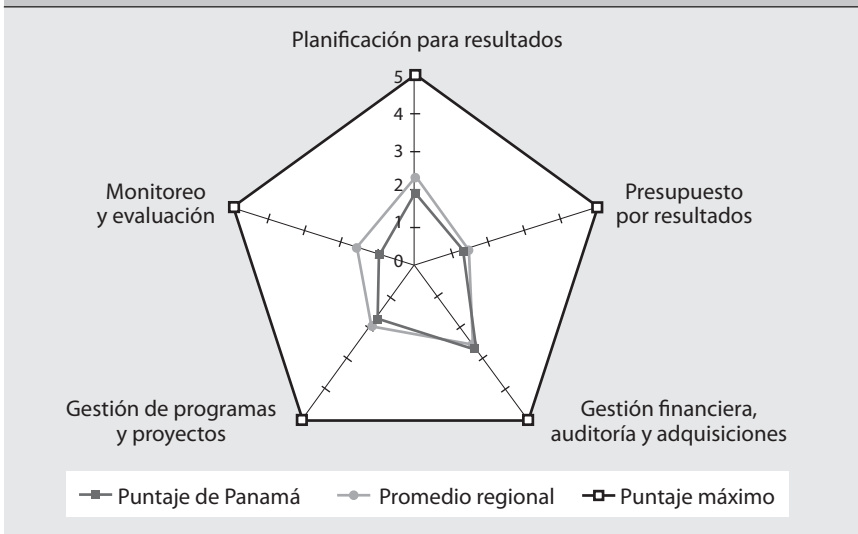 Planificación para resultados
5
4
3
2
1
0
Monitoreo
y evaluación
Presupuesto
por resultados
Gestión de programas
y proyectos
Gestión financiera,
auditoría y adquisiciones
Puntaje de Panamá
Promedio regional
Puntaje máximo